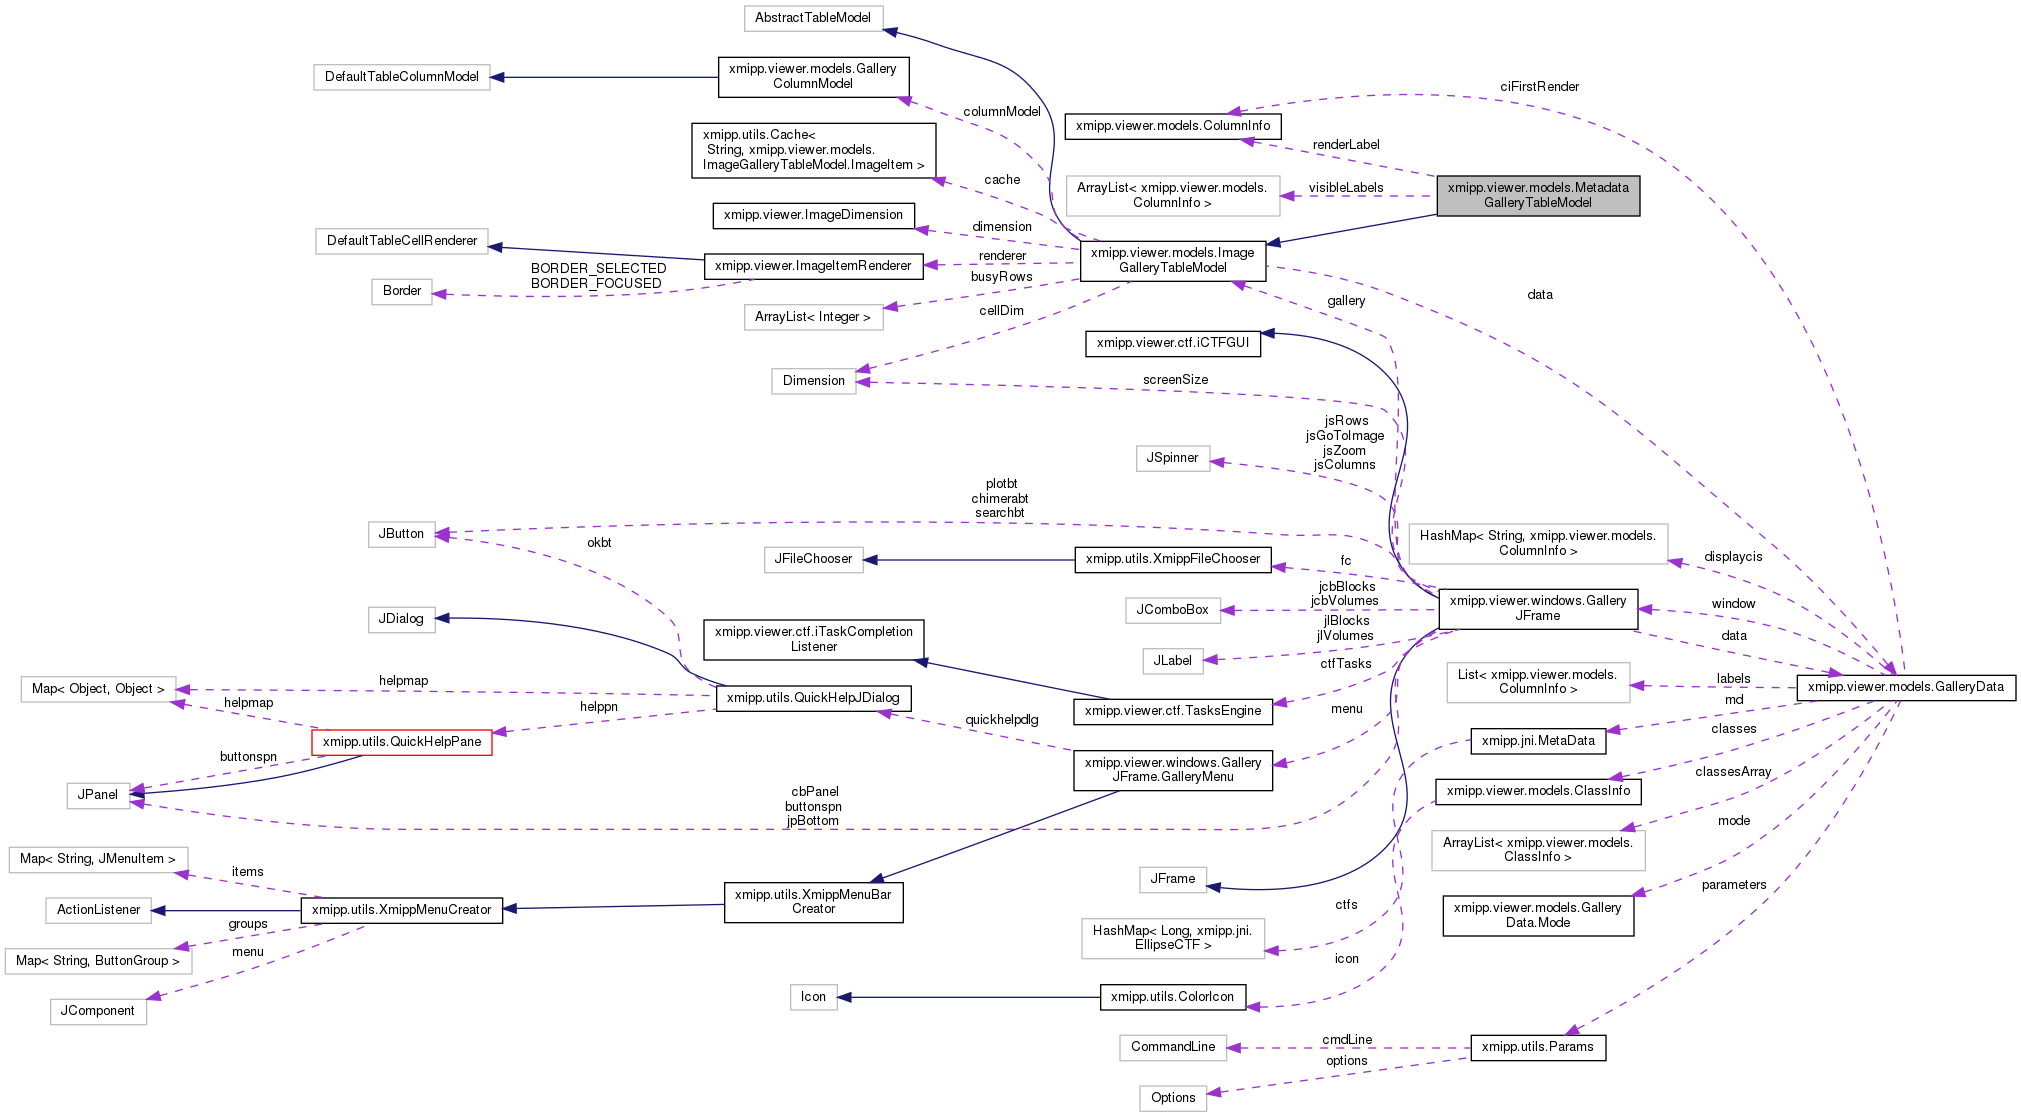 AbstractTableModel
DefaultTableColumnModel
xmipp.viewer.models.Gallery
ColumnModel
ciFirstRender
columnModel
xmipp.viewer.models.ColumnInfo
xmipp.utils.Cache<
String, xmipp.viewer.models.
ImageGalleryTableModel.ImageItem >
renderLabel
cache
ArrayList< xmipp.viewer.models.
ColumnInfo >
visibleLabels
xmipp.viewer.models.Metadata
GalleryTableModel
xmipp.viewer.ImageDimension
dimension
DefaultTableCellRenderer
xmipp.viewer.models.Image
GalleryTableModel
renderer
xmipp.viewer.ImageItemRenderer
BORDER_SELECTED
BORDER_FOCUSED
busyRows
Border
data
gallery
ArrayList< Integer >
cellDim
xmipp.viewer.ctf.iCTFGUI
Dimension
screenSize
jsRows
jsGoToImage
jsZoom
jsColumns
JSpinner
plotbt
chimerabt
searchbt
JButton
okbt
HashMap< String, xmipp.viewer.models.
ColumnInfo >
displaycis
JFileChooser
xmipp.utils.XmippFileChooser
fc
jcbBlocks
jcbVolumes
JComboBox
xmipp.viewer.windows.Gallery
JFrame
window
JDialog
jlBlocks
jlVolumes
data
xmipp.viewer.ctf.iTaskCompletion
Listener
JLabel
ctfTasks
List< xmipp.viewer.models.
ColumnInfo >
labels
xmipp.viewer.models.GalleryData
Map< Object, Object >
helpmap
helpmap
xmipp.utils.QuickHelpJDialog
helppn
md
menu
xmipp.viewer.ctf.TasksEngine
quickhelpdlg
classes
xmipp.utils.QuickHelpPane
xmipp.jni.MetaData
buttonspn
xmipp.viewer.windows.Gallery
JFrame.GalleryMenu
classesArray
JPanel
cbPanel
buttonspn
jpBottom
xmipp.viewer.models.ClassInfo
mode
ArrayList< xmipp.viewer.models.
ClassInfo >
Map< String, JMenuItem >
items
JFrame
parameters
xmipp.utils.XmippMenuBar
Creator
ctfs
ActionListener
xmipp.utils.XmippMenuCreator
xmipp.viewer.models.Gallery
Data.Mode
groups
HashMap< Long, xmipp.jni.
EllipseCTF >
Map< String, ButtonGroup >
menu
icon
JComponent
Icon
xmipp.utils.ColorIcon
CommandLine
cmdLine
xmipp.utils.Params
options
Options